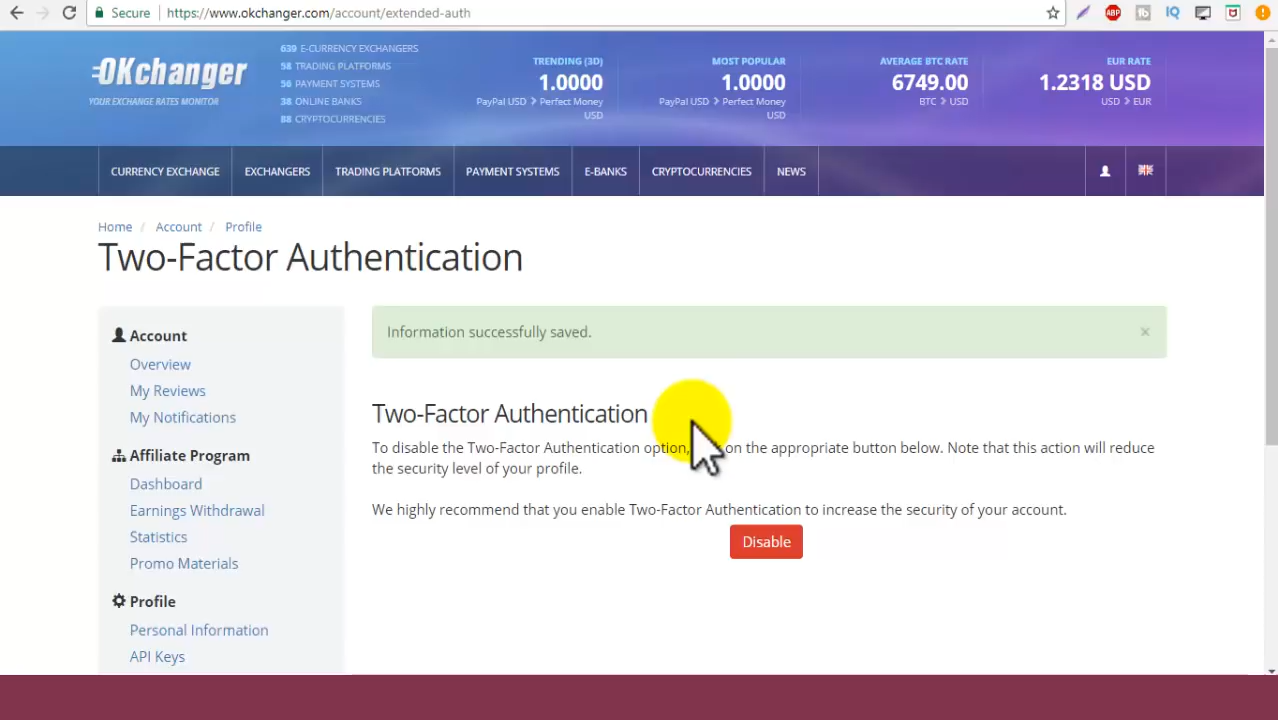 Secure https://www.okchanger.com/account/extended-auth
ABP
IQ
OKchanger
YOUR EXCHANGE RATES MONITOR
639 E-CURRENCY EXCHANGERS
58 TRADING PLATFORMS
56 PAYMENT SYSTEMS
38 ONLINE BANKS
88 CRYPTOCURRENCIES
TRENDING (3D)
1.0000
PayPal USD > Perfect Money
USD
MOST POPULAR
1.0000
PayPal USD > Perfect Money
USD
AVERAGE BTC RATE
6749.00
BTC > USD
EUR RATE
1.2318 USD
USD > EUR
CURRENCY EXCHANGE EXCHANGERS TRADING PLATFORMS PAYMENT SYSTEMS E-BANKS CRYPTOCURRENCIES NEWS
Home / Account / Profile
Two-Factor Authentication
Account
Overview
My Reviews
My Notifications
Affiliate Program
Dashboard
Earnings Withdrawal
Statistics
Promo Materials
Profile
Personal Information
API Keys
Information successfully saved. ×
Two-Factor Authentication
To disable the Two-Factor Authentication option, on the appropriate button below. Note that this action will reduce
the security level of your profile.
We highly recommend that you enable Two-Factor Authentication to increase the security of your account.
Disable